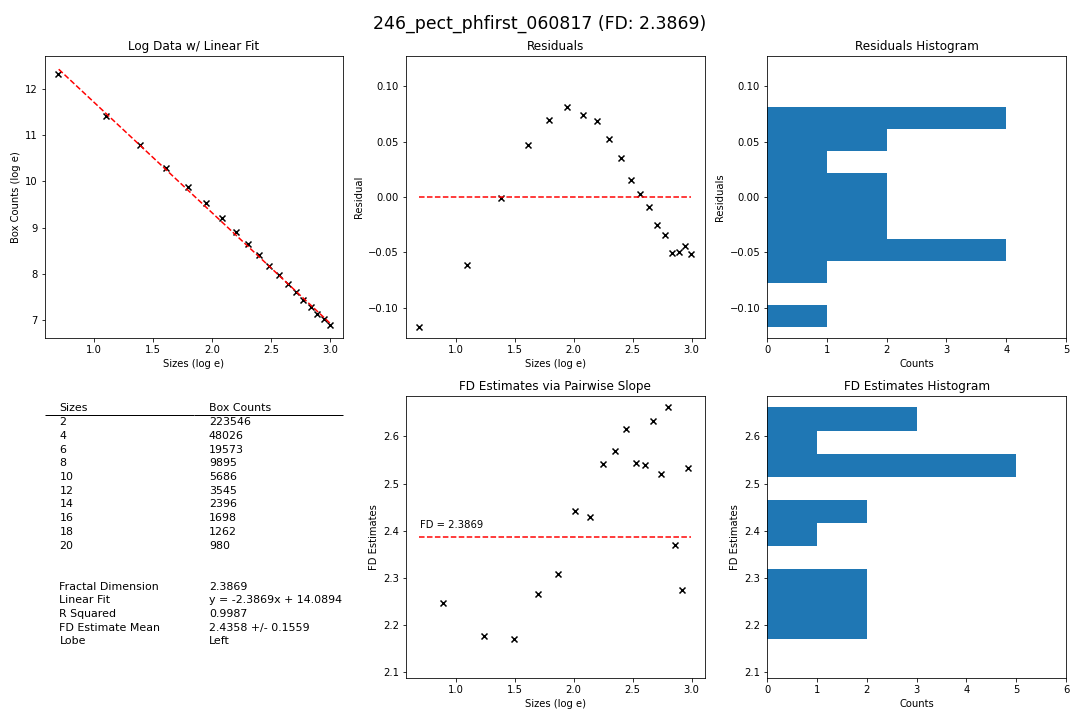 246_pect_phfirst_060817 (FD: 2.3869)
Log Data w/ Linear Fit
12
11
10
9
8
7
Box Counts (log e)
1.0 1.5 2.0 2.5 3.0
Sizes (log e)
Residuals
0.10
0.05
0.00
−0.05
−0.10
Residual
1.0 1.5 2.0 2.5 3.0
Sizes (log e)
Residuals Histogram
0.10
0.05
0.00
−0.05
−0.10
Residuals
0 1 2 3 4 5
Counts
Sizes Box Counts
2 223546
4 48026
6 19573
8 9895
10 5686
12 3545
14 2396
16 1698
18 1262
20 980
Fractal Dimension 2.3869
Linear Fit y = -2.3869x + 14.0894
R Squared 0.9987
FD Estimate Mean 2.4358 +/- 0.1559
Lobe Left
FD Estimates via Pairwise Slope
2.6
2.5
2.4
2.3
2.2
2.1
FD Estimates
FD = 2.3869
1.0 1.5 2.0 2.5 3.0
Sizes (log e)
FD Estimates Histogram
2.6
2.5
2.4
2.3
2.2
2.1
FD Estimates
0 1 2 3 4 5 6
Counts